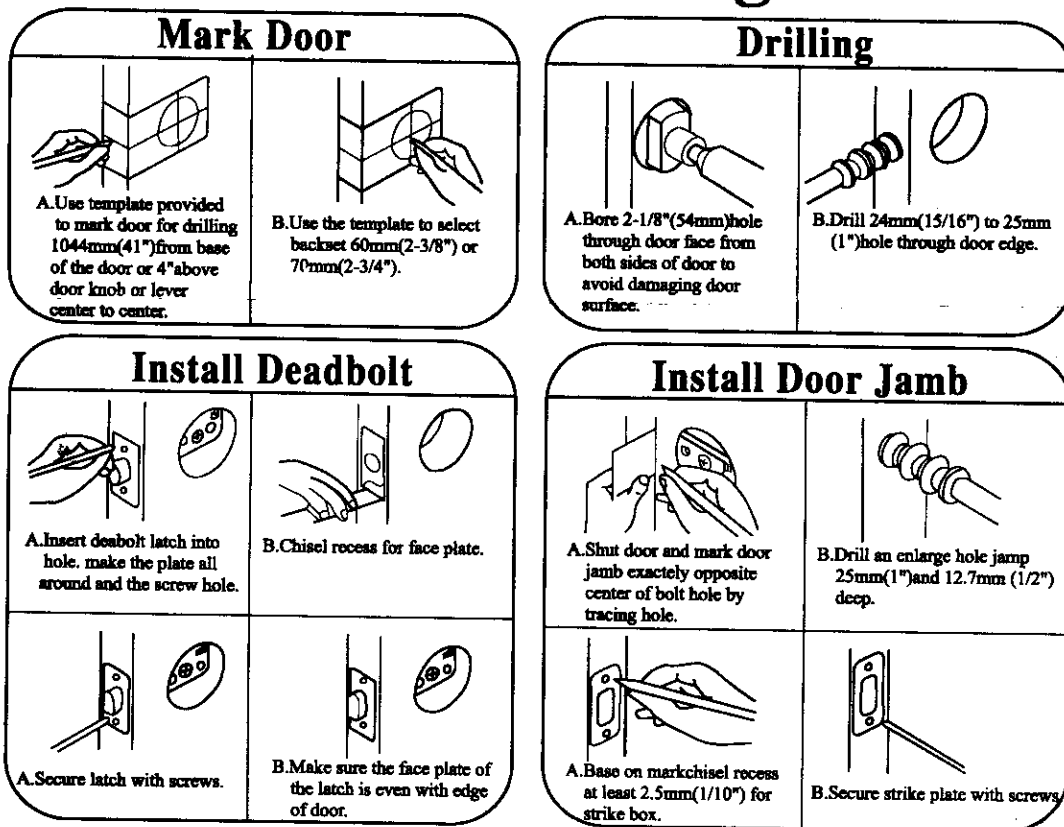 Mark Door
A.Use template provided
to mark door for drilling
1044mm(41")from base
of the door or 4"above
door knob or lever
center to center.
B.Use the template to select
backset 60mm(2-3/8") or
70mm(2-3/4").
Drilling
A.Bore 2-1/8"(54mm)hole
through door face from
both sides of door to
avoid damaging door
surface.
B.Drill 24mm(15/16") to 25mm
(1")hole through door edge.
Install Deadbolt
A.Insert deabolt latch into
hole. make the plate all
around and the screw hole.
B.Chisel recess for face plate.
A.Secure latch with screws.
B.Make sure the face plate of
the latch is even with edge
of door.
Install Door Jamb
A.Shut door and mark door
jamb exactely opposite
center of bolt hole by
tracing hole.
B.Drill an enlarge hole jamp
25mm(1")and 12.7mm (1/2")
deep.
A.Base on markchisel recess
at least 2.5mm(1/10") for
strike box.
B.Secure strike plate with screws